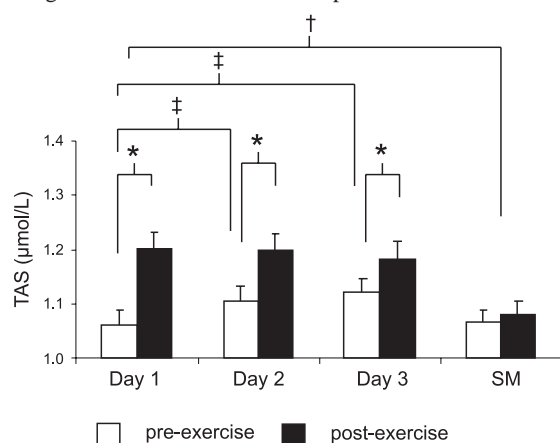 †
‡
‡
* * *
1.4
1.3
1.2
1.1
1.0
TAS (µmol/L)
Day 1 Day 2 Day 3 SM
pre-exercise post-exercise